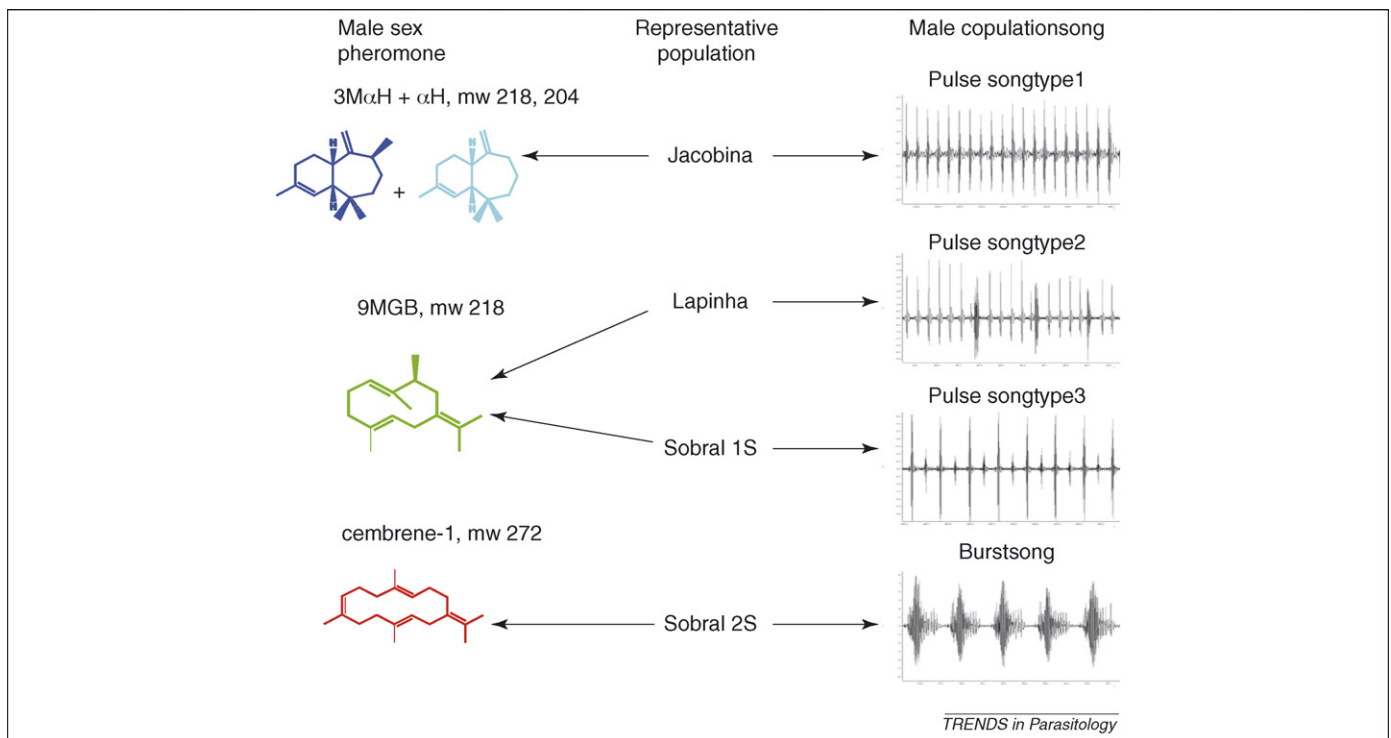 Male sex
pheromone
Representative
population
Male copulationsong
3MαH + αH, mw 218, 204
Pulse songtype1
H
H
+
H
H
Jacobina
Pulse songtype2
9MGB, mw 218
Lapinha
Pulse songtype3
Sobral 1S
cembrene-1, mw 272
Burstsong
Sobral 2S
TRENDS in Parasitology